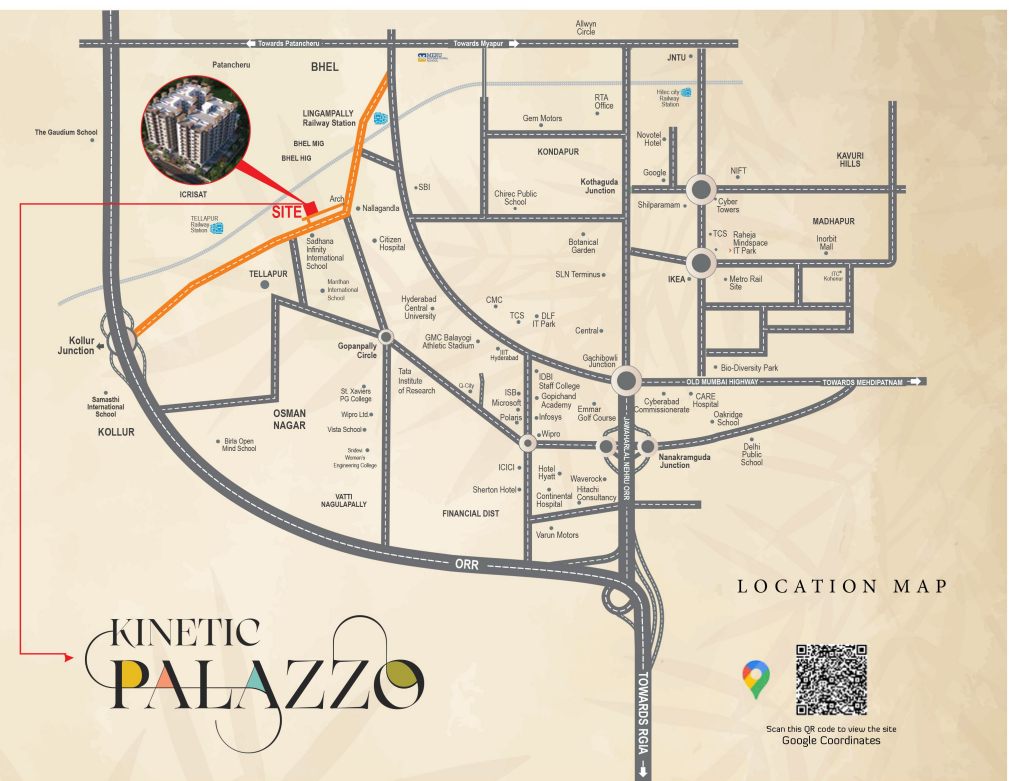 Allwyn
Circle
Towards Patancheru
Towards Myapur
Patancheru
BHEL
MERU
JNTU
RTA
Office
Hitec city
Railway
Station
LINGAMPALLY
Railway Station
Gem Motors
The Gaudium School
BHEL MIG
BHEL HIG
KONDAPUR
Novotel
Hotel
KAVURI
HILLS
Google
NIFT
ICRISAT
SBI
Kothaguda
Junction
Chirec Public
School
Arch
Nallagandla
SITE
Shilparamam
Cyber
Towers
MADHAPUR
TELLAPUR
Railway
Station
Sadhana
Infinity
International
School
Citizen
Hospital
Botanical
Garden
TCS
Raheja
Mindspace
IT Park
Inorbit
Mall
TELLAPUR
Manthan
International
School
SLN Terminus
IKEA
Metro Rail
Site
ITC
Kohenur
Hyderabad
Central
University
CMC
TCS
DLF
IT Park
Central
Kollur
Junction
Gopanpally
Circle
GMC Balayogi
Athletic Stadium
IIIT
Hyderabad
Gachibolli
Junction
Bio-Diversity Park
Tata
Institute
of Research
IDBI
Staff College
OLD MUMBAI HIGHWAY
TOWARDS MEHDIPATNAM
Samasthi
International
School
St. Xaviers
PG College
Q-City
ISB
Microsoft
Gopichand
Academy
Cyberabad
Commissionerate
CARE
Hospital
OSMAN
NAGAR
Wipro Ltd.
Polaris
Infosys
Emmar
Golf Course
Oakridge
School
KOLLUR
Vista School
Wipro
JAWAHARLAL NEHRU ORR
Birla Open
Mind School
Sridevi
Women's
Engineering College
Nanakramguda
Junction
Delhi
Public
School
ICICI
Hotel
Hyatt
Waverock
Sherton Hotel
Continental
Hospital
Hitachi
Consultancy
VATTI
NAGULAPALLY
FINANCIAL DIST
Varun Motors
ORR
LOCATION MAP
KINETIC
PALAZZO
TOWARDS RGIA
Scan this QR code to view the site
Google Coordinates